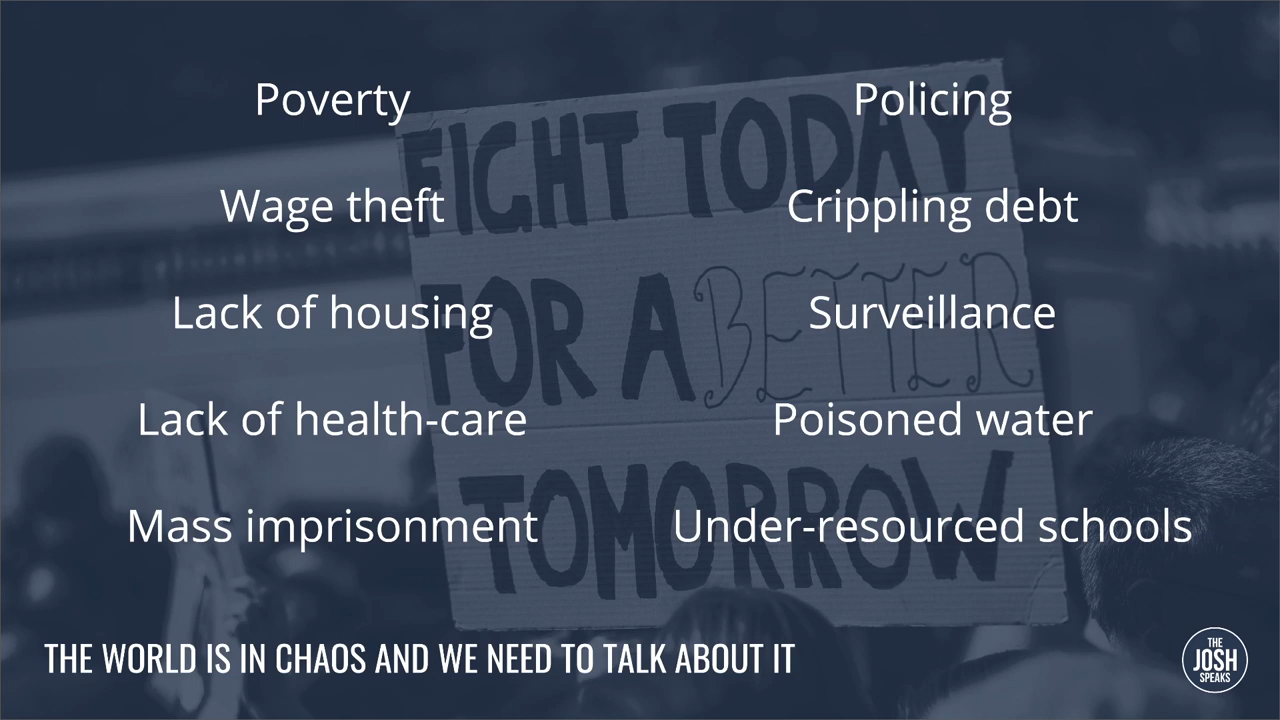 Poverty
Wage theft
Lack of housing
Lack of health-care
Mass imprisonment
Policing
Crippling debt
Surveillance
Poisoned water
Under-resourced schools
FIGHT TODAY
FOR A BETTER
TOMORROW
THE WORLD IS IN CHAOS AND WE NEED TO TALK ABOUT IT
THE
JOSH
SPEAKS